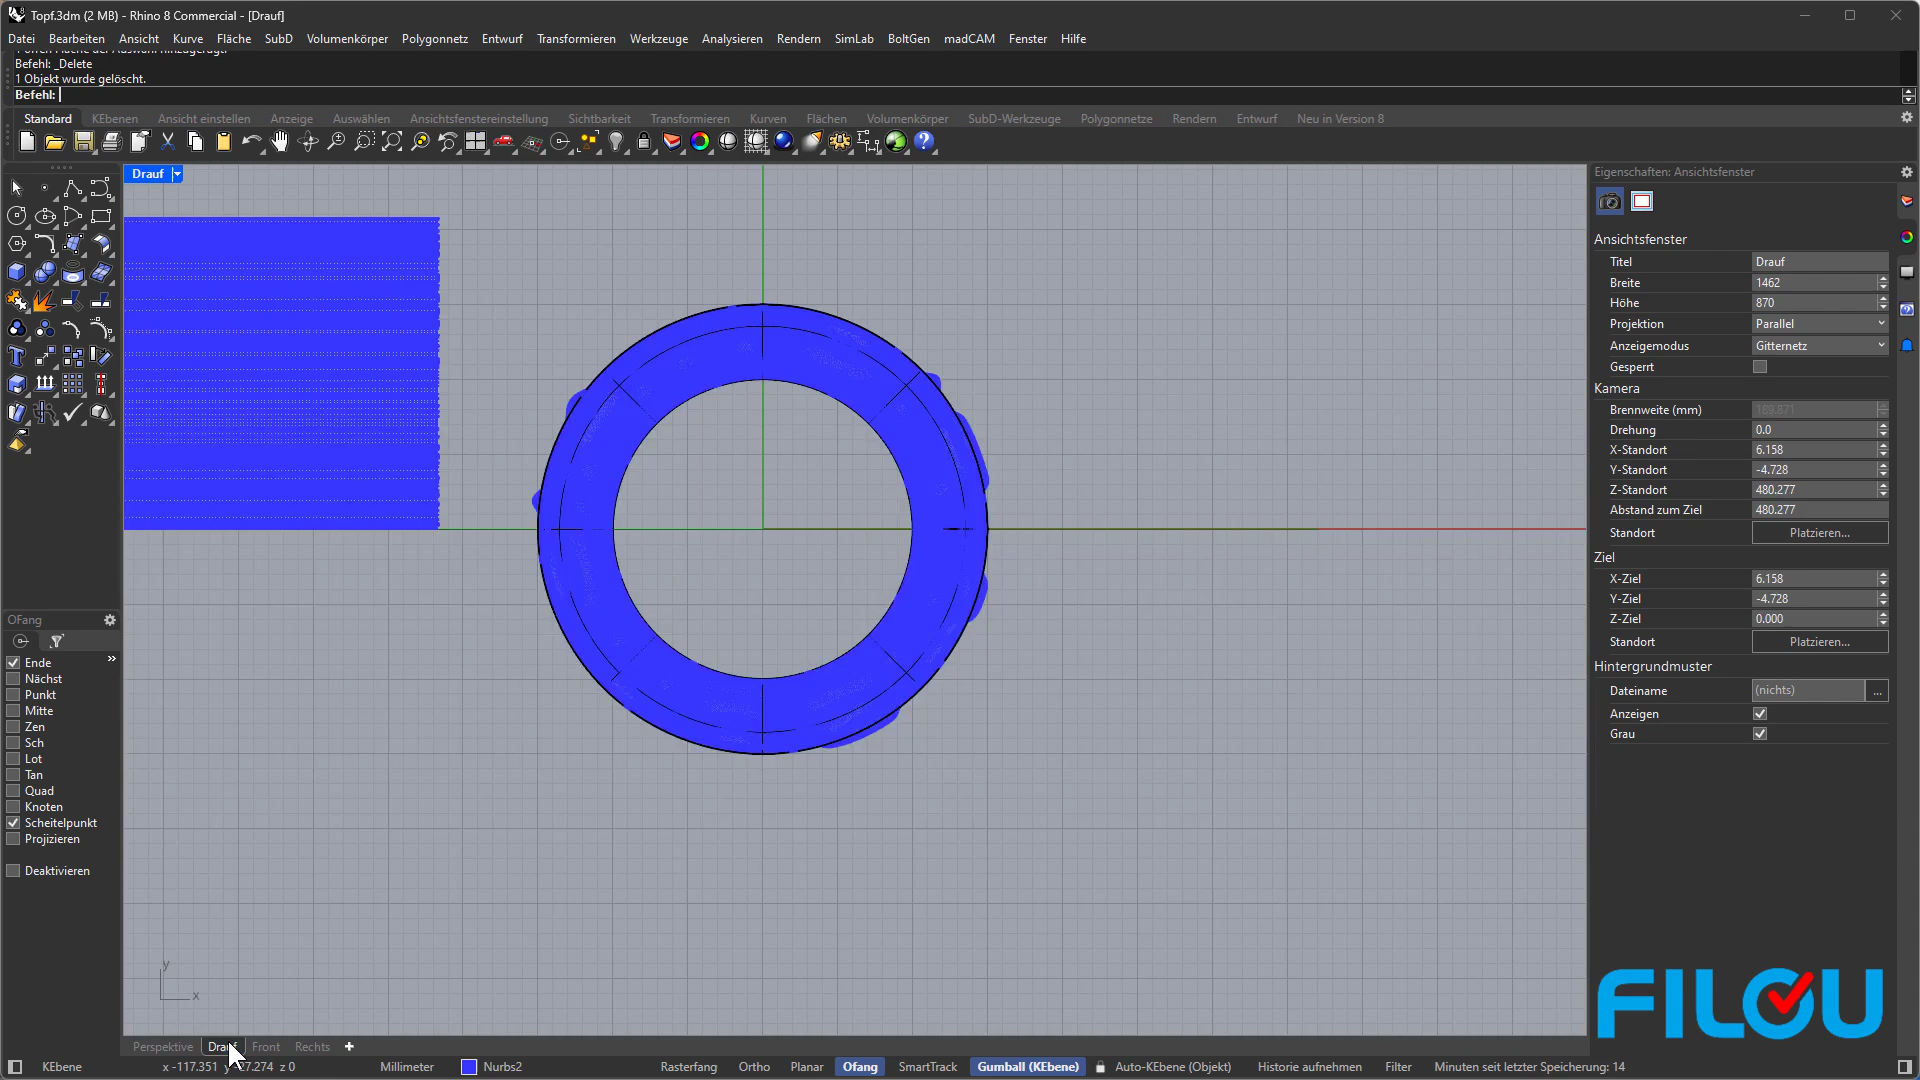 Topf.3dm (2 MB) - Rhino 8 Commercial - [Drauf]
Datei Bearbeiten Ansicht Kurve Fläche SubD Volumenkörper Polygonnetz Entwurf Transformieren Werkzeuge Analysieren Rendern SimLab BoltGen madCAM Fenster Hilfe
Befehl: _Delete
1 Objekt wurde gelöscht.
Befehl:
Standard KEbenen Ansicht einstellen Anzeige Auswählen Ansichtsfenstereinstellung Sichtbarkeit Transformieren Kurven Flächen Volumenkörper SubD-Werkzeuge Polygonnetze Rendern Entwurf Neu in Version 8
Drauf
Eigenschaften: Ansichtsfenster
Ansichtsfenster
Titel Drauf
Breite 1462
Höhe 870
Projektion Parallel
Anzeigemodus Gitternetz
Gesperrt
Kamera
Brennweite (mm) 169.871
Drehung 0.0
X-Standort 6.158
Y-Standort -4.728
Z-Standort 480.277
Abstand zum Ziel 480.277
Standort Platzieren...
Ziel
X-Ziel 6.158
Y-Ziel -4.728
Z-Ziel 0.000
Standort Platzieren...
Hintergrundmuster
Dateiname (nichts) ...
Anzeigen
Grau
OFang
Ende
Nächst
Punkt
Mitte
Zen
Sch
Lot
Tan
Quad
Knoten
Scheitelpunkt
Projizieren
Deaktivieren
y
x
FILOU
Perspektive Front Rechts
KEbene x -117.351 y z 0 Millimeter Nurbs2 Rasterfang Ortho Planar Ofang SmartTrack Gumball (KEbene) Auto-KEbene (Objekt) Historie aufnehmen Filter Minuten seit letzter Speicherung: 14